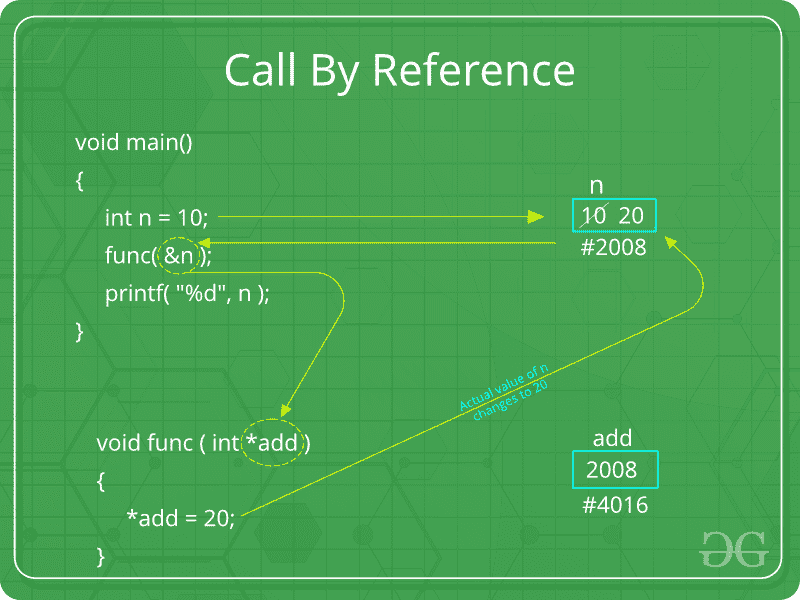 Call By Reference
void main()
{
int n = 10;
func( &n );
printf( "%d", n );
}
n
10 20
#2008
Actual value of n
changes to 20
void func ( int *add )
{
*add = 20;
}
add
2008
#4016
GG